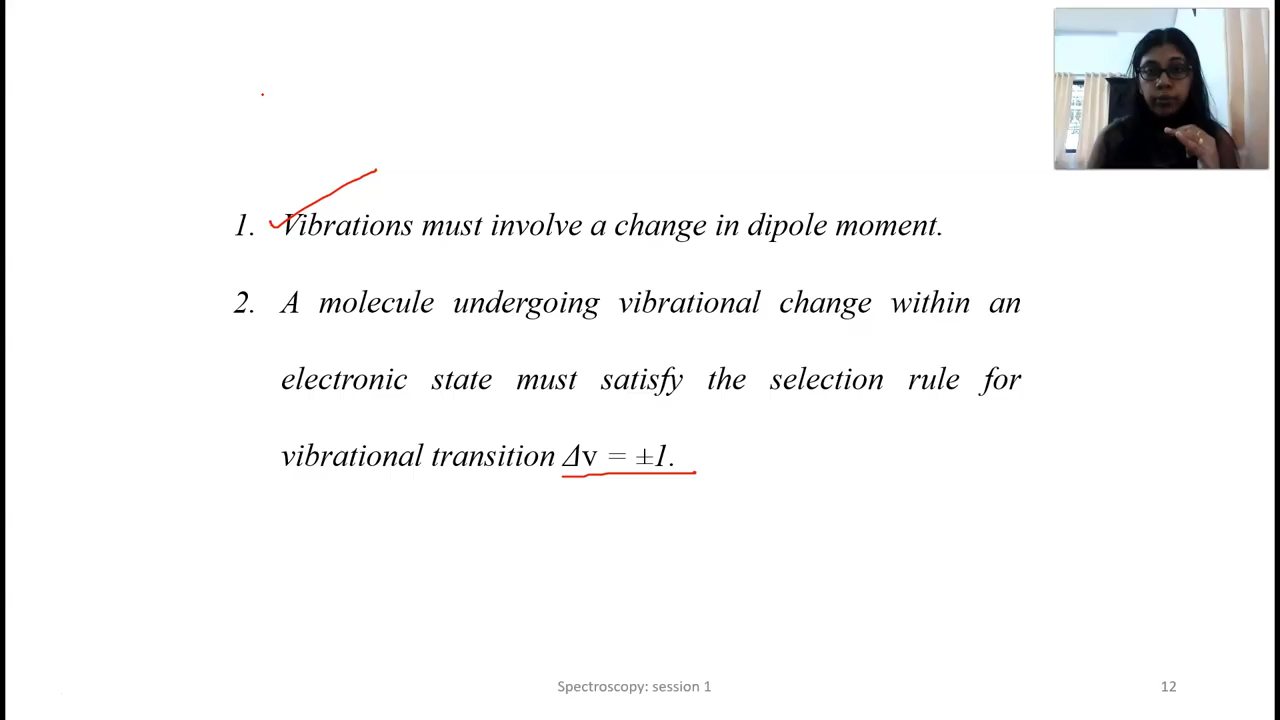 1. Vibrations must involve a change in dipole moment.
2. A molecule undergoing vibrational change within an
electronic state must satisfy the selection rule for
vibrational transition Δv = ±1.
Spectroscopy: session 1
12